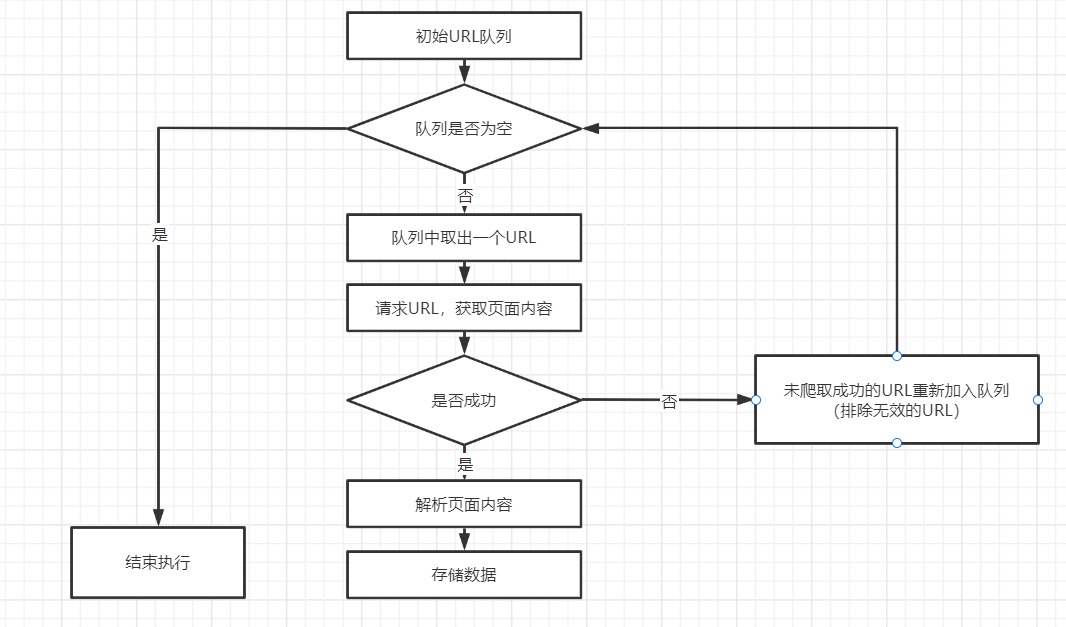 初始URL队列
队列是否为空
否
是
队列中取出一个URL
请求URL，获取页面内容
是否成功
否
未爬取成功的URL重新加入队列
（排除无效的URL）
是
解析页面内容
结束执行
存储数据